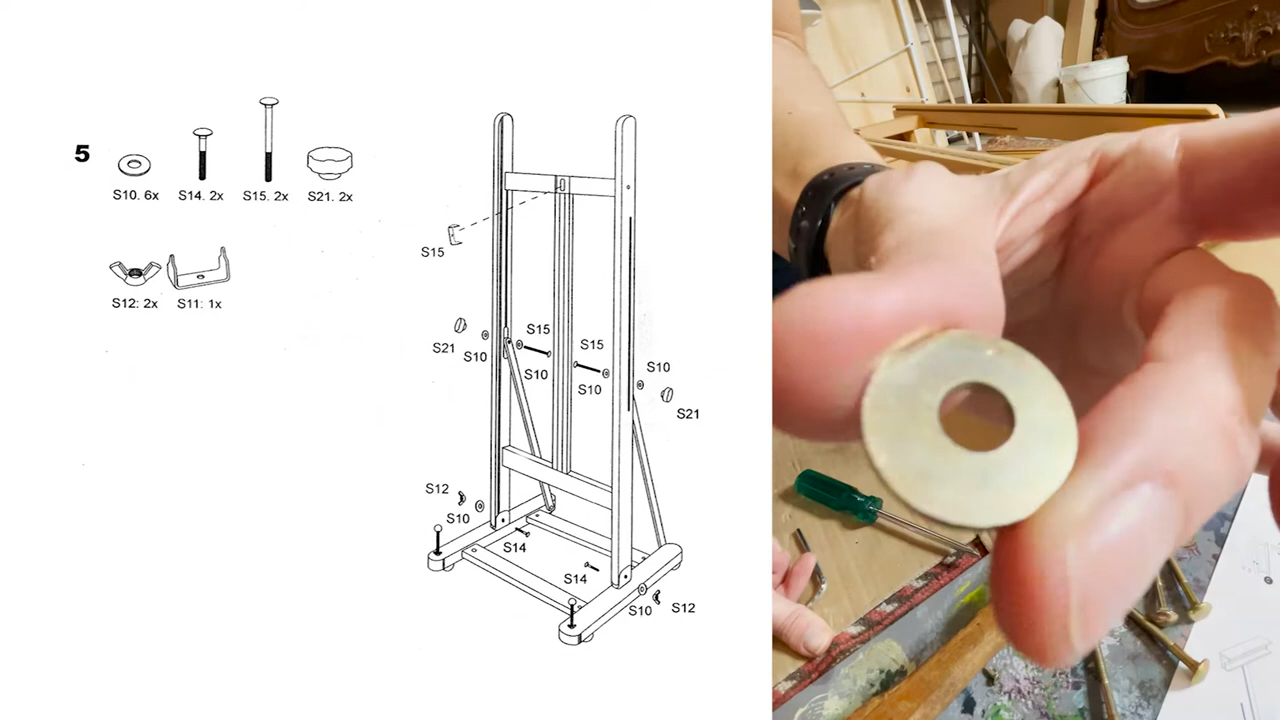 5
S10. 6x S14. 2x S15. 2x S21. 2x
S12: 2x S11: 1x
S15
S21 S10 S15 S10
S15 S10 S10 S21
S12 S10
S14
S14
S10 S12